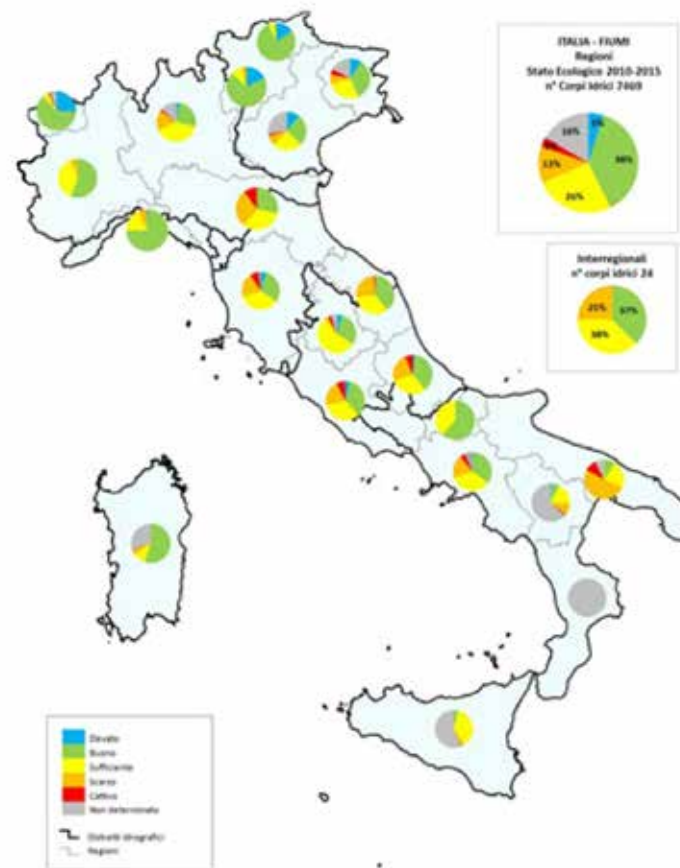 ITALIA - FIUMI
Regioni
Stato Ecologico 2010-2015
n° Corpi Idrici 7469
5%
38%
26%
13%
16%
Interregionali
n° corpi idrici 24
37%
38%
25%
Elevato
Buono
Sufficiente
Scarso
Cattivo
Non determinato
Distretti Idrografici
Regioni